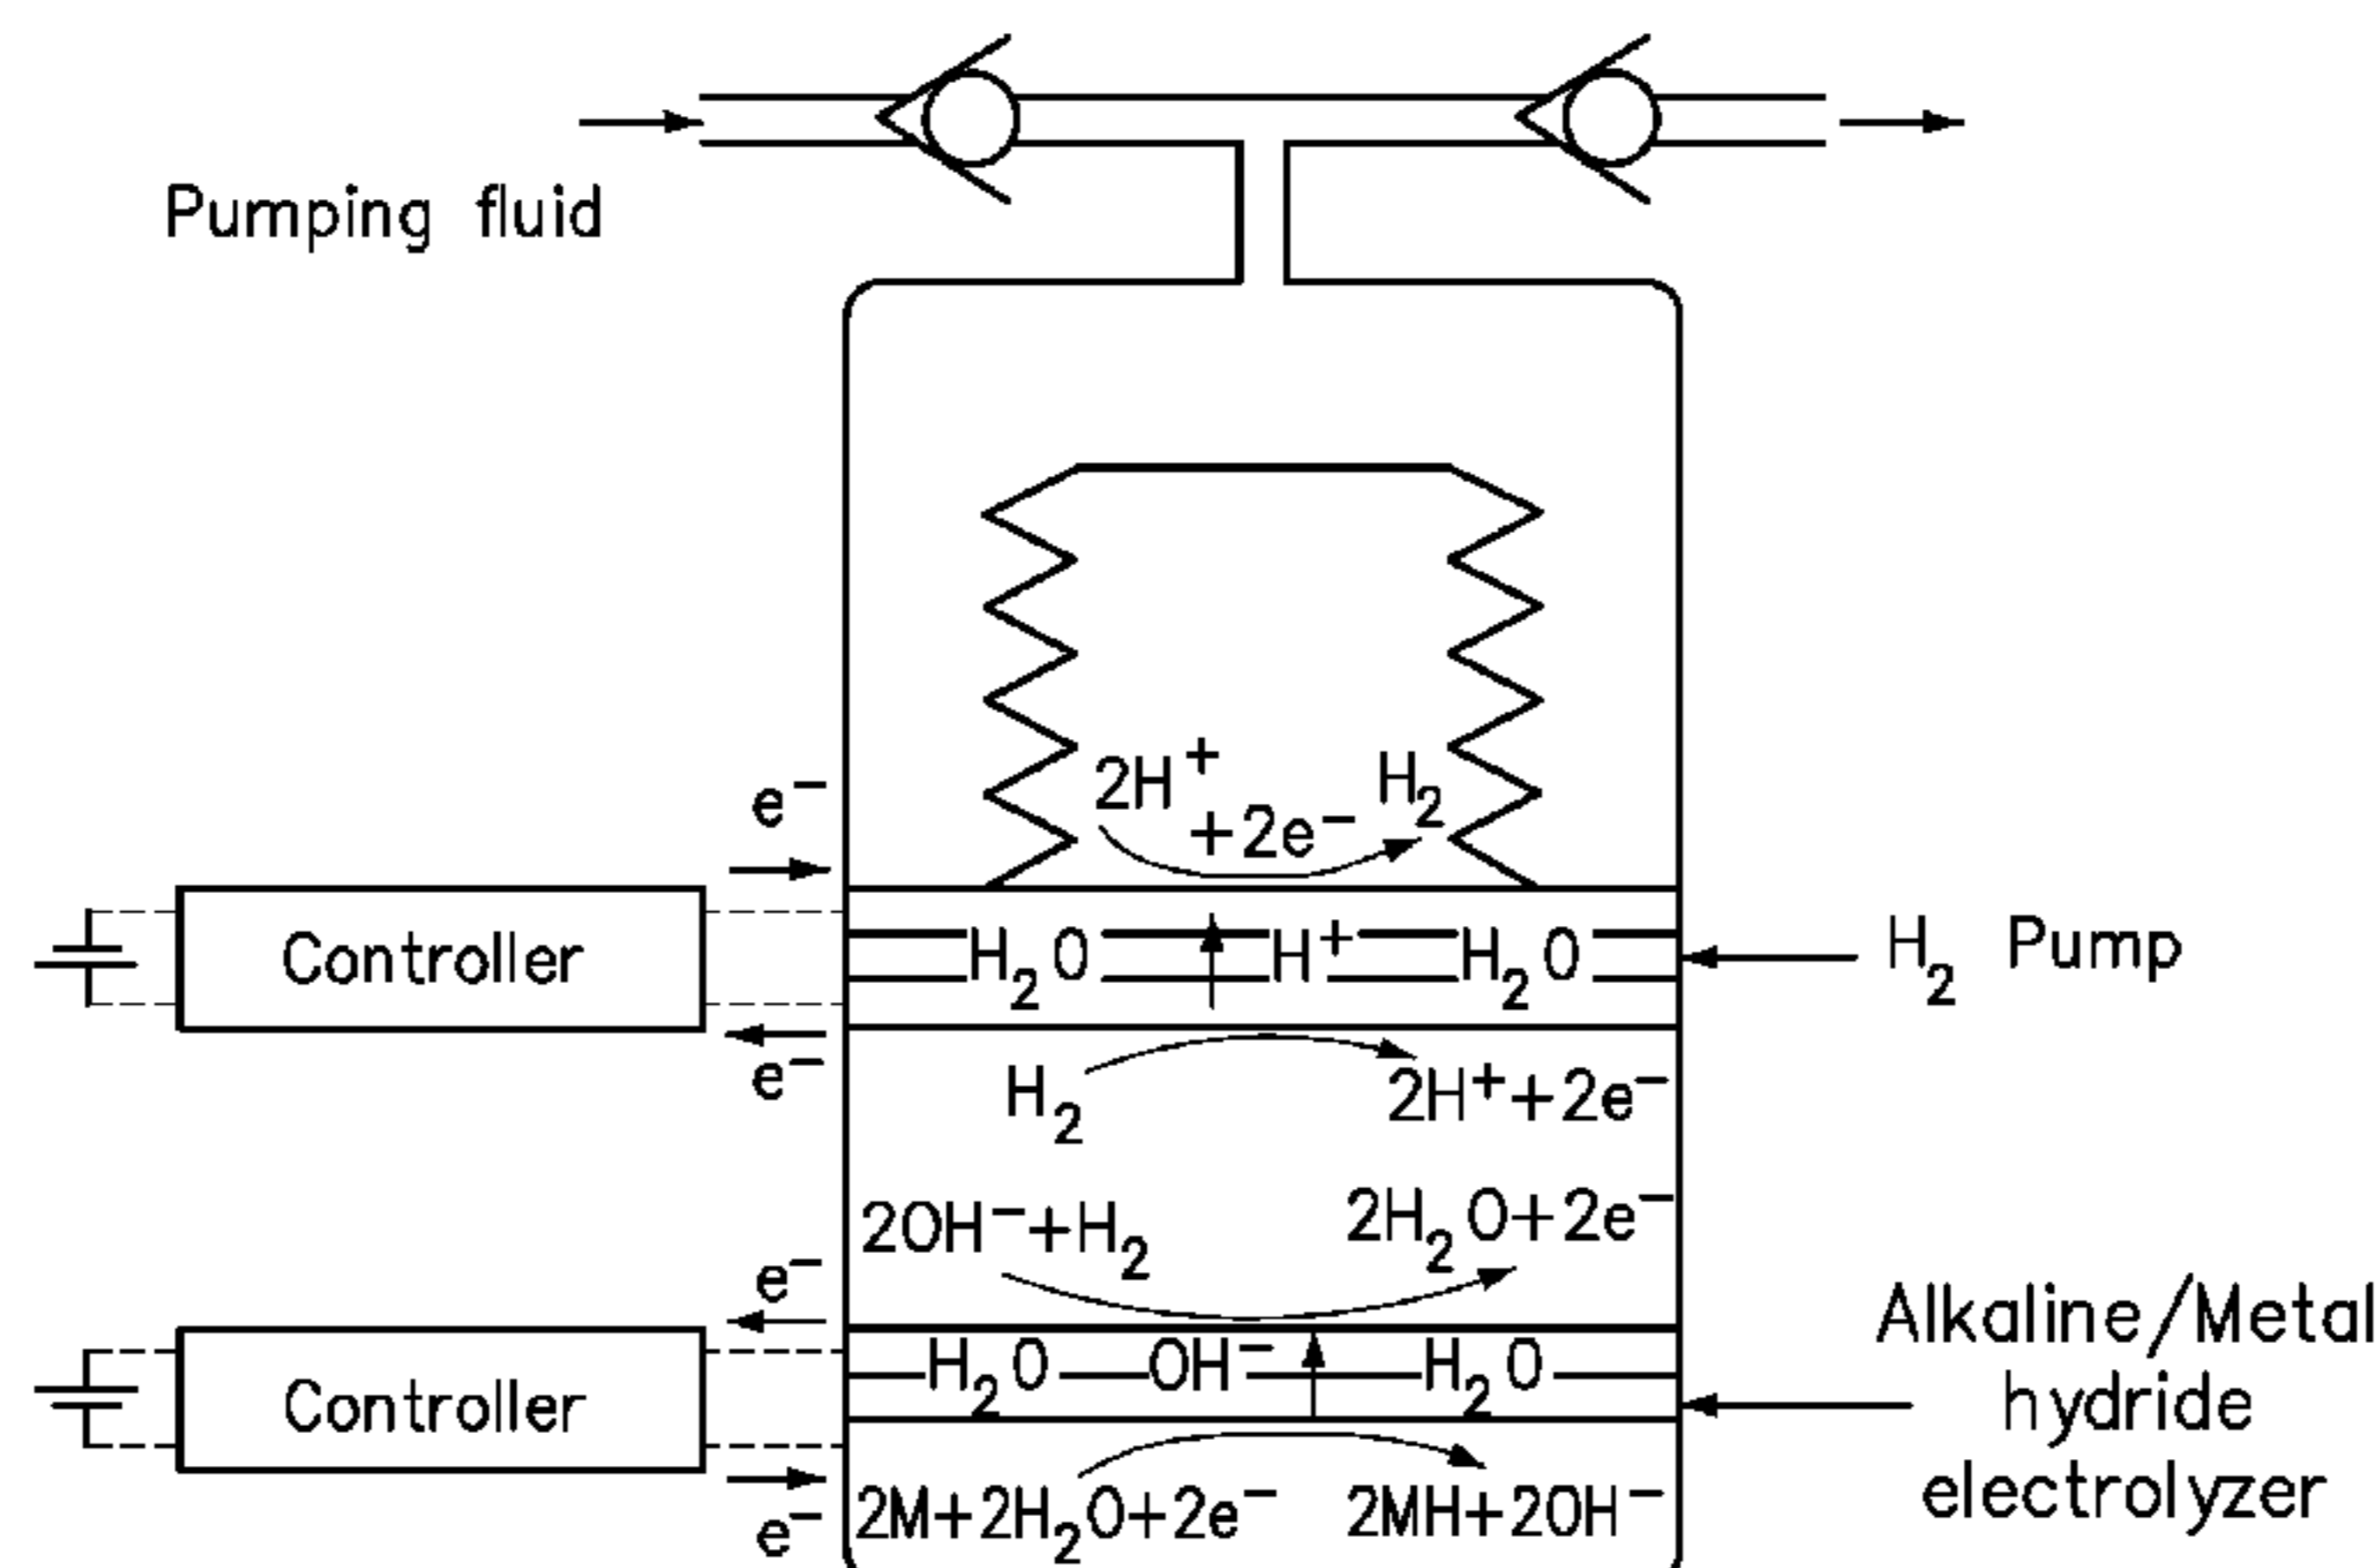 Pumping fluid
2H⁺ +2e⁻ H₂
e⁻
Controller
H₂O H⁺ H₂O
H₂ Pump
e⁻
H₂ 2H⁺+2e⁻
2OH⁻+H₂ 2H₂O+2e⁻
e⁻
Controller
H₂O OH⁻ H₂O
Alkaline/Metal
hydride
electrolyzer
e⁻
2M+2H₂O+2e⁻ 2MH+2OH⁻